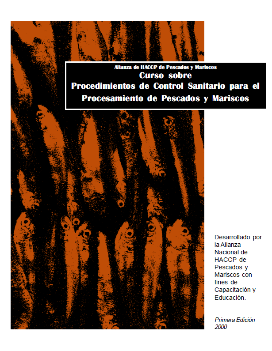 Alianza de HACCP de Pescados y Mariscos
Curso sobre
Procedimientos de Control Sanitario para el
Procesamiento de Pescados y Mariscos
Desarrollado por
la Alianza
Nacional de
HACCP de
Pescados y
Mariscos con
fines de
Capacitación y
Educación.
Primera Edición
2000